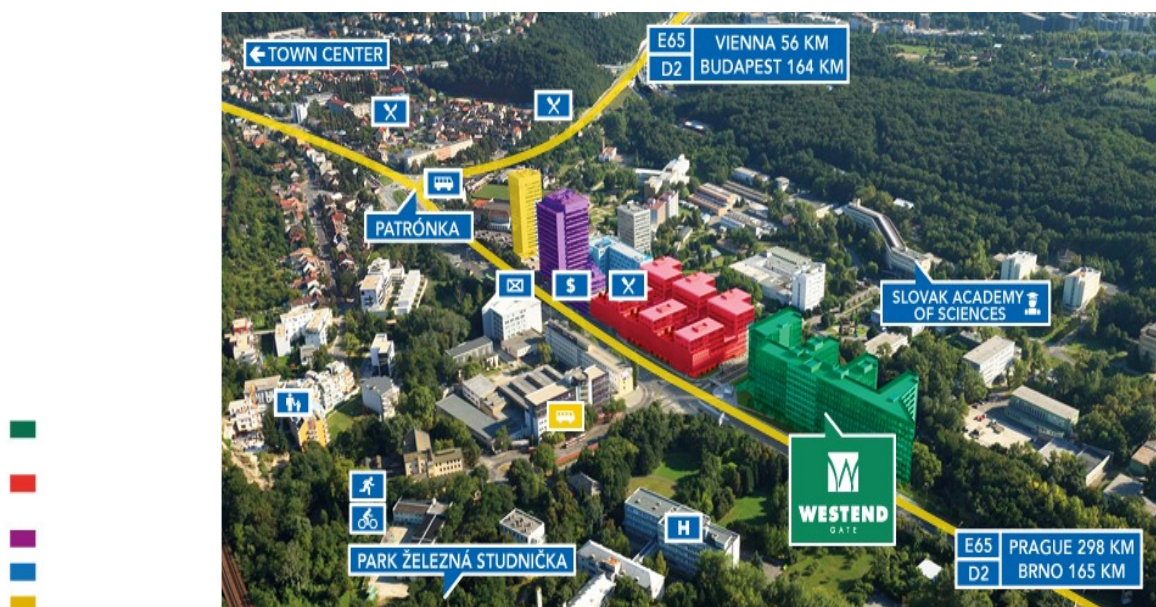 ← TOWN CENTER
E65 VIENNA 56 KM
D2 BUDAPEST 164 KM
PATRÓNKA
$
SLOVAK ACADEMY
OF SCIENCES
WESTEND
GATE
H
PARK ŽELEZNÁ STUDNIČKA
E65 PRAGUE 298 KM
D2 BRNO 165 KM